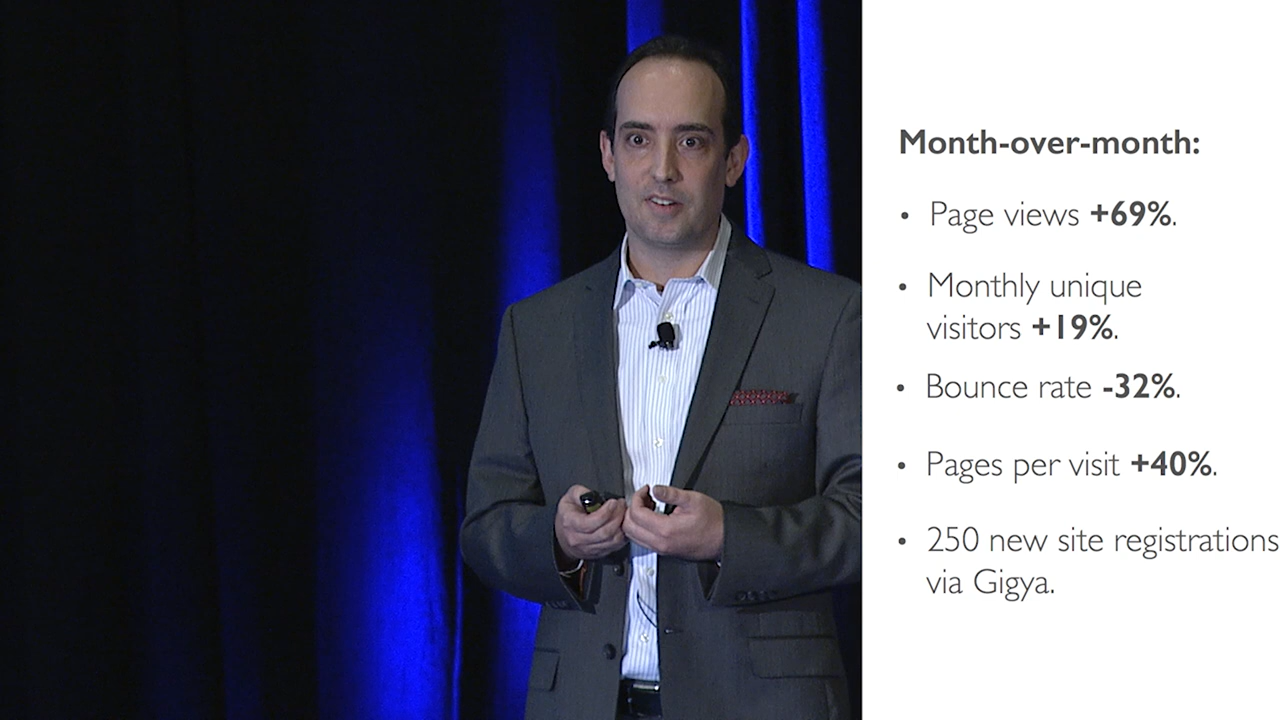 Month-over-month:
• Page views +69%.
• Monthly unique
visitors +19%.
• Bounce rate -32%.
• Pages per visit +40%.
• 250 new site registrations
via Gigya.